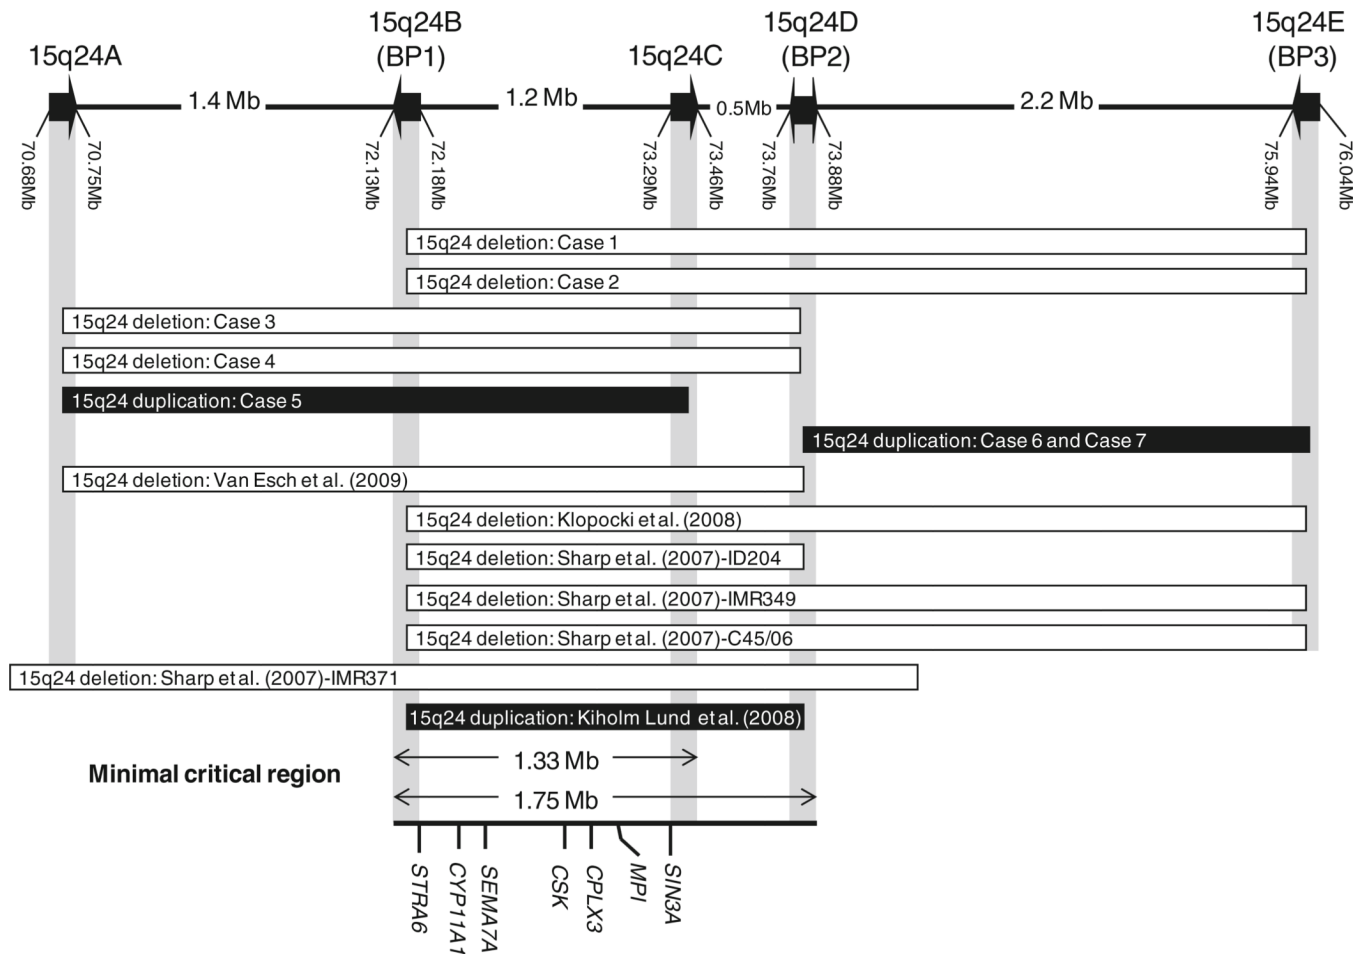 15q24A
15q24B
(BP1)
15q24C
15q24D
(BP2)
15q24E
(BP3)
1.4 Mb
1.2 Mb
0.5Mb
2.2 Mb
70.68Mb
70.75Mb
72.13Mb
72.18Mb
73.29Mb
73.46Mb
73.76Mb
73.88Mb
75.94Mb
76.04Mb
15q24 deletion: Case 1
15q24 deletion: Case 2
15q24 deletion: Case 3
15q24 deletion: Case 4
15q24 duplication: Case 5
15q24 duplication: Case 6 and Case 7
15q24 deletion: Van Esch et al. (2009)
15q24 deletion: Klopocki et al. (2008)
15q24 deletion: Sharp et al. (2007)-ID204
15q24 deletion: Sharp et al. (2007)-IMR349
15q24 deletion: Sharp et al. (2007)-C45/06
15q24 deletion: Sharp et al. (2007)-IMR371
15q24 duplication: Kiholm Lund et al. (2008)
1.33 Mb
Minimal critical region
1.75 Mb
STRA6
CYP11A1
SEMA7A
CSK
CPLX3
MPI
SIN3A